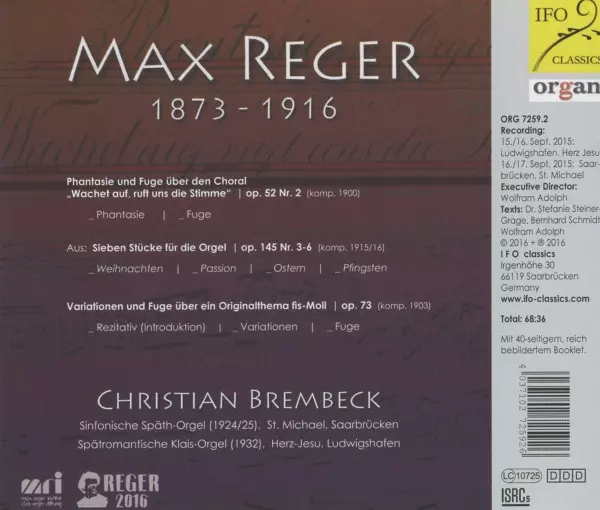 MAX REGER
1873 - 1916
Phantasie und Fuge über den Choral
„Wachet auf, ruft uns die Stimme" | op. 52 Nr. 2 (komp. 1900)
_ Phantasie | _ Fuge
Aus: Sieben Stücke für die Orgel | op. 145 Nr. 3-6 (komp. 1915/16)
_ Weihnachten | _ Passion | _ Ostern | _ Pfingsten
Variationen und Fuge über ein Originalthema fis-Moll | op. 73 (komp. 1903)
_ Rezitativ (Introduktion) | _ Variationen | _ Fuge
CHRISTIAN BREMBECK
Sinfonische Späth-Orgel (1924/25), St. Michael, Saarbrücken
Spätromantische Klais-Orgel (1932), Herz-Jesu, Ludwigshafen
mri
REGER
2016
IFO
CLASSICS
organ
ORG 7259.2
Recording:
15./16. Sept. 2015:
Ludwigshafen, Herz Jesu
16./17. Sept. 2015: Saar-
brücken, St. Michael
Executive Director:
Wolfram Adolph
Texts: Dr. Stefanie Steiner-
Grage, Bernhard Schmidt,
Wolfram Adolph
© 2016 + ℗ 2016
IFO classics
Irgenhöhe 30
66119 Saarbrücken
Germany
www.ifo-classics.com
Total: 68:36
Mit 40-seitigem, reich
bebildertem Booklet.
4 037102 725926
LC 10725
DDD
ISRCs